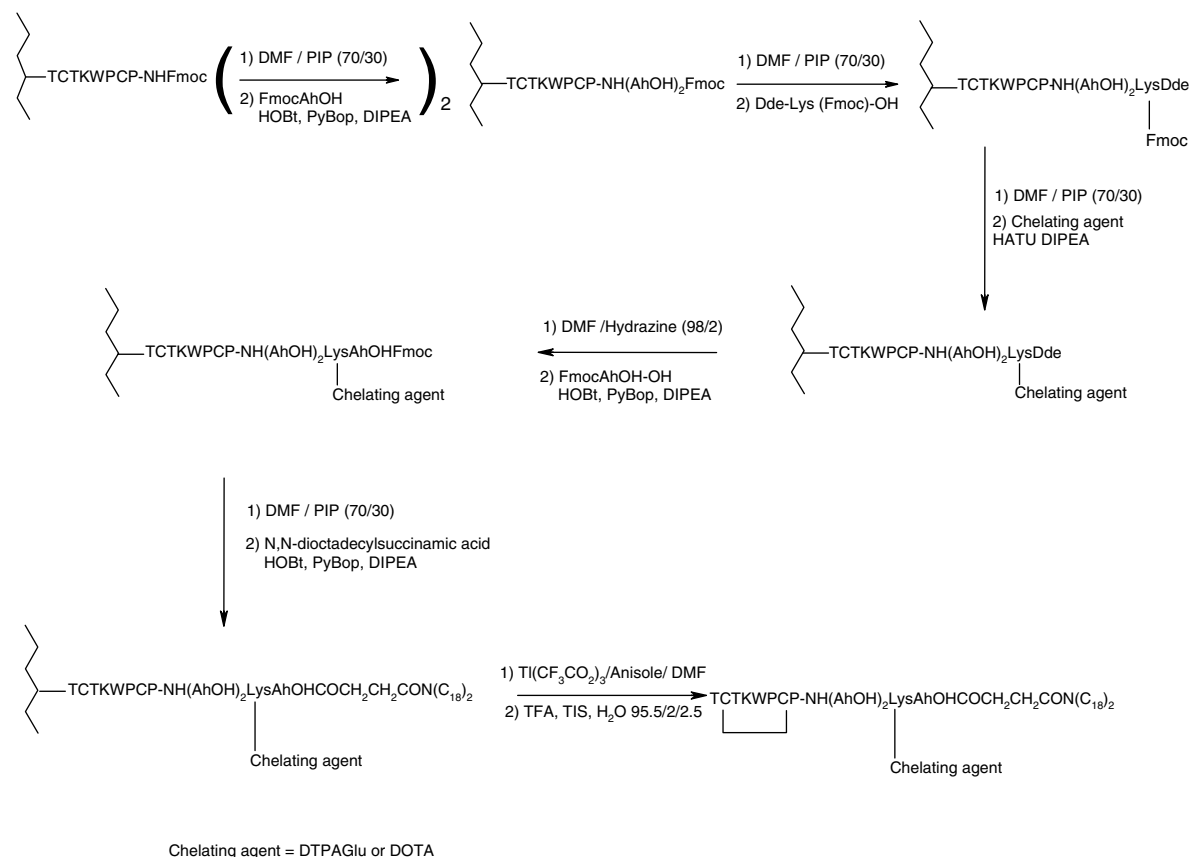 TCTKWPCP-NHFmoc
(
1) DMF / PIP (70/30)
2) FmocAhOH
HOBt, PyBop, DIPEA
)2
TCTKWPCP-NH(AhOH)2Fmoc
1) DMF / PIP (70/30)
2) Dde-Lys (Fmoc)-OH
TCTKWPCP-NH(AhOH)2LysDde
Fmoc
1) DMF / PIP (70/30)
2) Chelating agent
HATU DIPEA
TCTKWPCP-NH(AhOH)2LysAhOHFmoc
Chelating agent
1) DMF /Hydrazine (98/2)
2) FmocAhOH-OH
HOBt, PyBop, DIPEA
TCTKWPCP-NH(AhOH)2LysDde
Chelating agent
1) DMF / PIP (70/30)
2) N,N-dioctadecylsuccinamic acid
HOBt, PyBop, DIPEA
TCTKWPCP-NH(AhOH)2LysAhOHCOCH2CH2CON(C18)2
Chelating agent
1) Tl(CF3CO2)3/Anisole/ DMF
2) TFA, TIS, H2O 95.5/2/2.5
TCTKWPCP-NH(AhOH)2LysAhOHCOCH2CH2CON(C18)2
Chelating agent
Chelating agent = DTPAGlu or DOTA